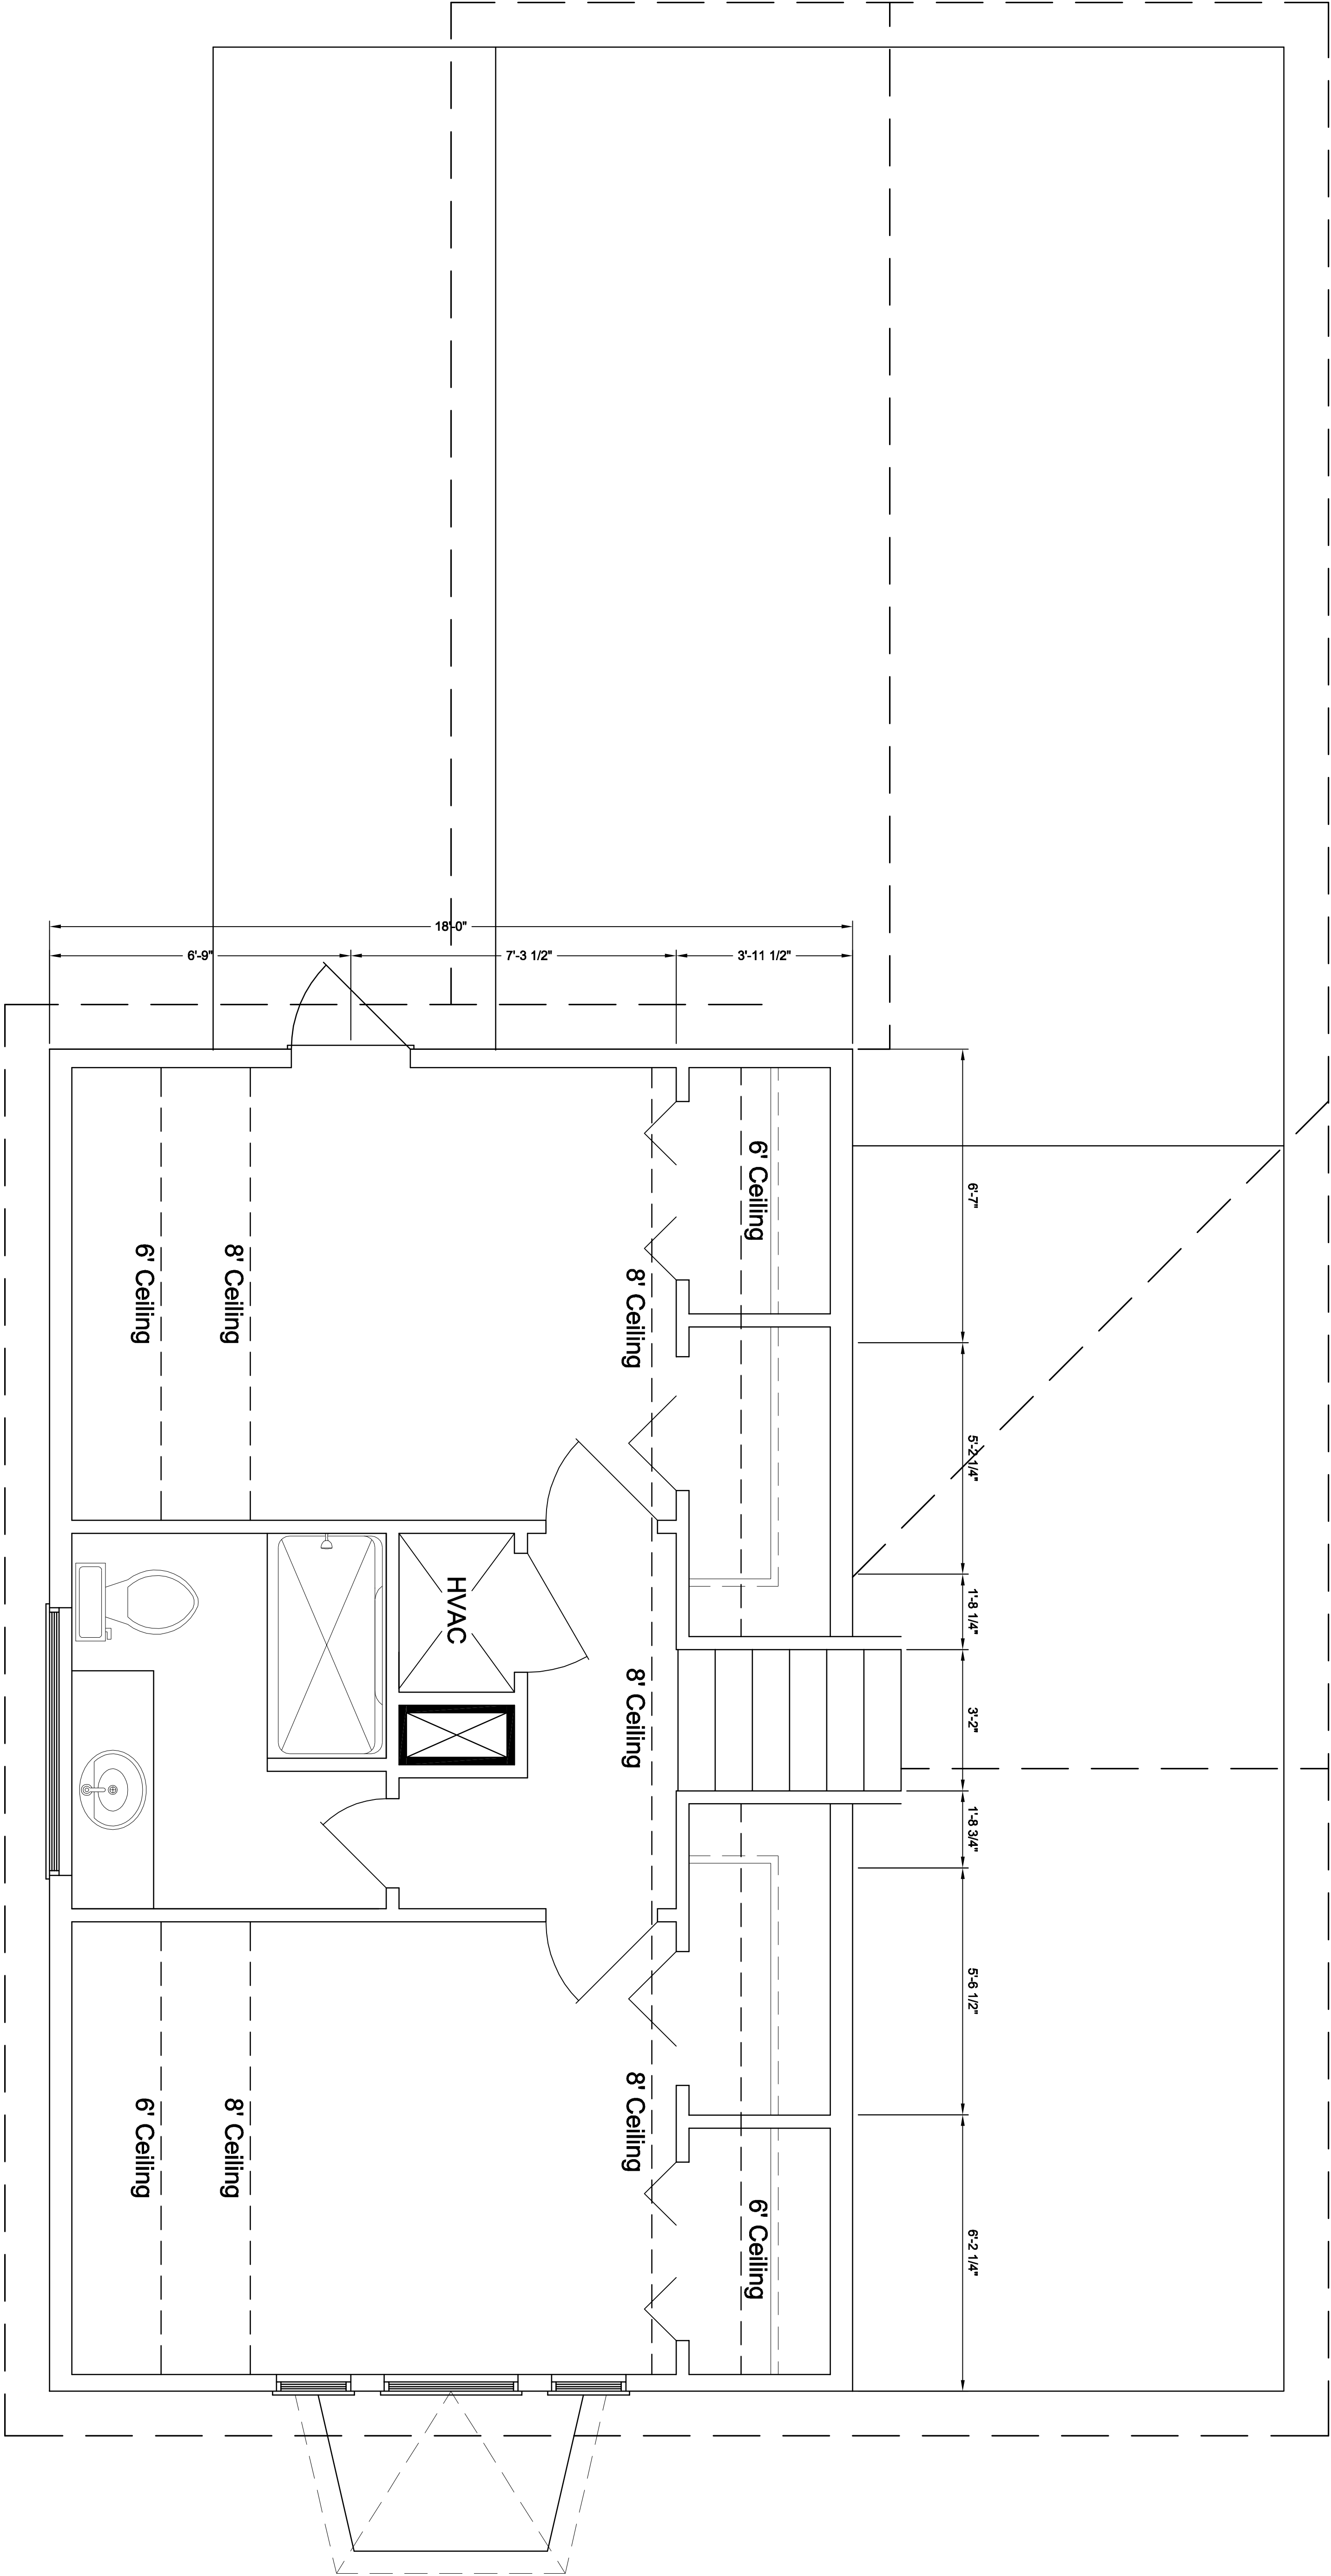 18'-0"
6'-9"
7'-3 1/2"
3'-11 1/2"
6'-7"
5'-2 1/4"
1'-8 1/4"
3'-2"
1'-8 3/4"
5'-6 1/2"
6'-2 1/4"
6' Ceiling
8' Ceiling
8' Ceiling
6' Ceiling
HVAC
8' Ceiling
6' Ceiling
8' Ceiling
8' Ceiling
6' Ceiling